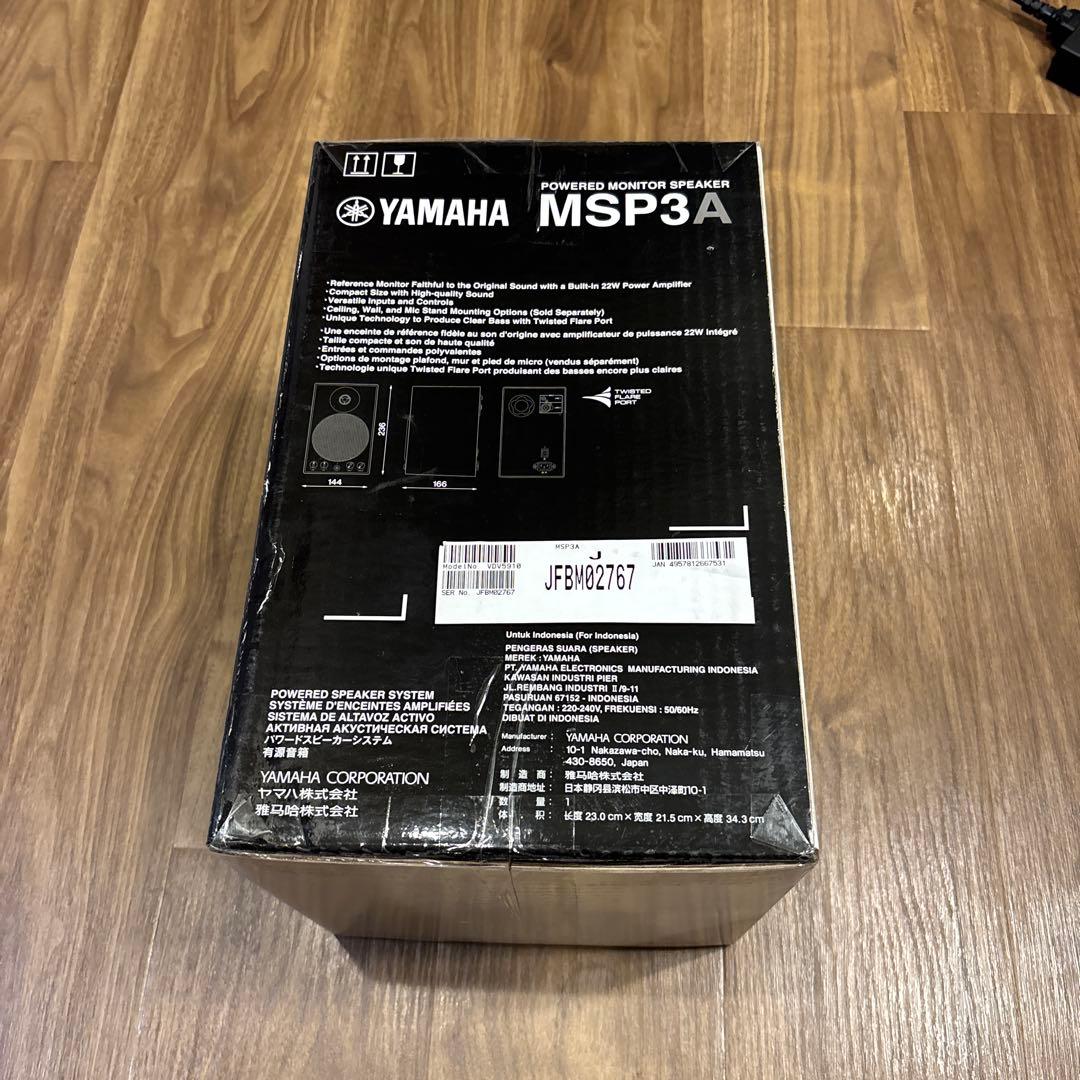 POWERED MONITOR SPEAKER
YAMAHA MSP3A
·Reference Monitor Faithful to the Original Sound with a Built-in 22W Power Amplifier
·Compact Size with High-quality Sound
·Versatile Inputs and Controls
·Ceiling, Wall, and Mic Stand Mounting Options (Sold Separately)
·Unique Technology to Produce Clear Bass with Twisted Flare Port
·Une enceinte de référence fidèle au son d'origine avec amplificateur de puissance 22W intégré
·Taille compacte et son de haute qualité
·Entrées et commandes polyvalentes
·Options de montage plafond, mur et pied de micro (vendus séparément)
·Technologie unique Twisted Flare Port produisant des basses encore plus claires
TWISTED
FLARE
PORT
236
144
166
MSP3A
J
ModelNo VDV5910
JFBM02767
JAN 4957812667531
SER No. JFBM02767
Untuk Indonesia (For Indonesia)
PENGERAS SUARA (SPEAKER)
MEREK : YAMAHA
PT. YAMAHA ELECTRONICS MANUFACTURING INDONESIA
KAWASAN INDUSTRI PIER
JL.REMBANG INDUSTRI Ⅱ/9-11
PASURUAN 67152 - INDONESIA
TEGANGAN : 220-240V, FREKUENSI : 50/60Hz
DIBUAT DI INDONESIA
POWERED SPEAKER SYSTEM
SYSTÈME D'ENCEINTES AMPLIFIÉES
SISTEMA DE ALTAVOZ ACTIVO
АКТИВНАЯ АКУСТИЧЕСКАЯ СИСТЕМА
パワードスピーカーシステム
有源音箱
YAMAHA CORPORATION
ヤマハ株式会社
雅马哈株式会社
Manufacturer : YAMAHA CORPORATION
Address : 10-1 Nakazawa-cho, Naka-ku, Hamamatsu
430-8650, Japan
制造商: 雅马哈株式会社
制造商地址: 日本静冈县滨松市中区中泽町10-1
数量: 1
体积: 长度 23.0 cm × 宽度 21.5 cm × 高度 34.3 cm